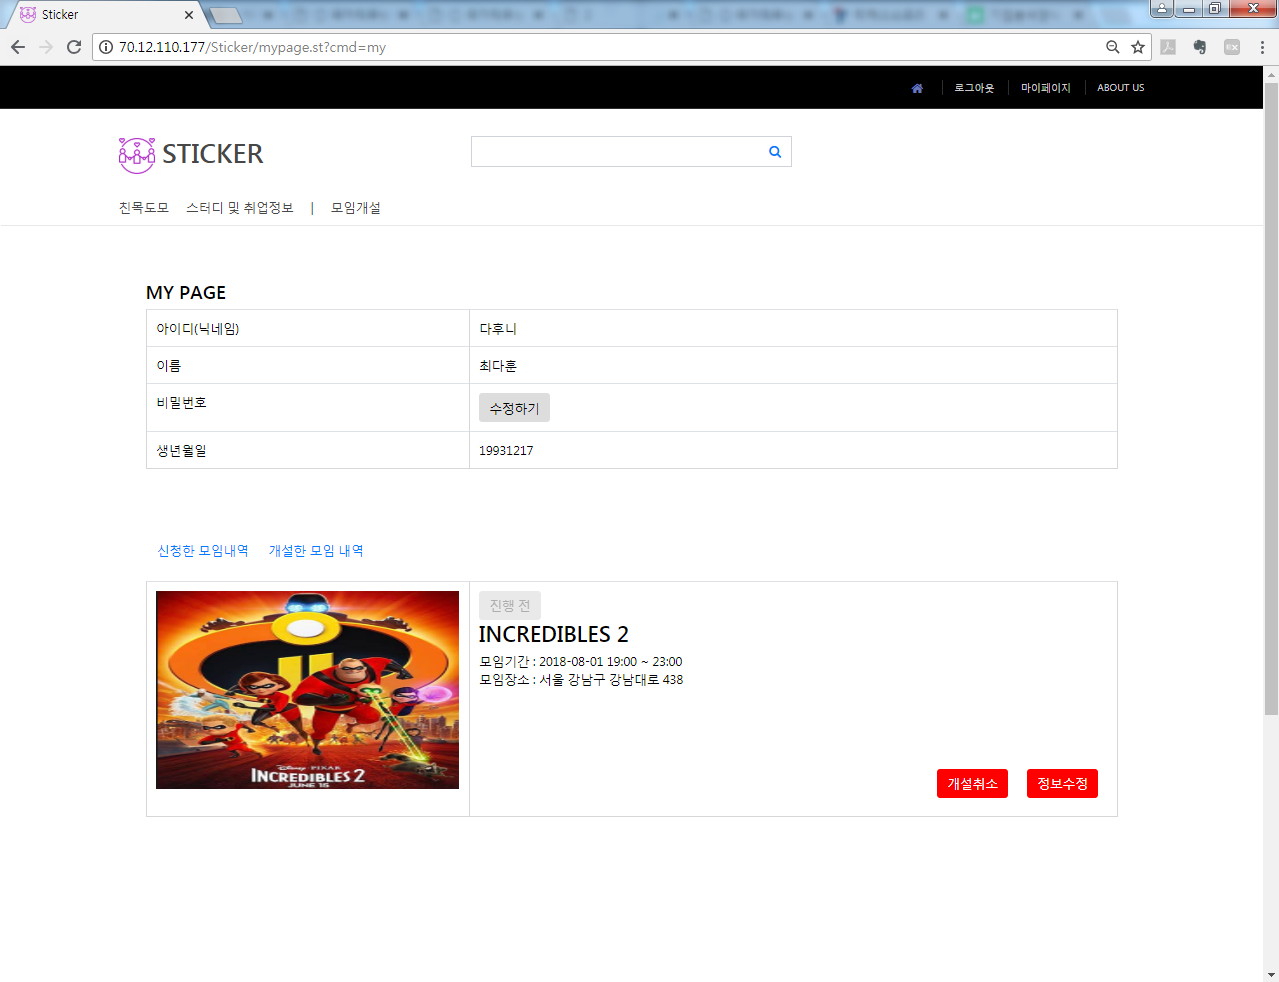 Sticker
70.12.110.177/Sticker/mypage.st?cmd=my
로그아웃 마이페이지 ABOUT US
STICKER
친목도모 스터디 및 취업정보 | 모임개설
MY PAGE
아이디(닉네임) 다후니
이름 최다훈
비밀번호 수정하기
생년월일 19931217
신청한 모임내역 개설한 모임 내역
진행 전
INCREDIBLES 2
모임기간 : 2018-08-01 19:00 ~ 23:00
모임장소 : 서울 강남구 강남대로 438
Disney PIXAR
INCREDIBLES 2
JUNE 15
개설취소 정보수정